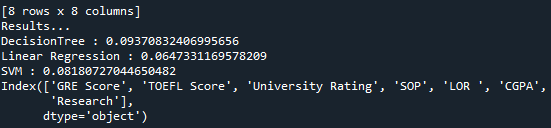 [8 rows x 8 columns]
Results...
DecisionTree : 0.09370832406995656
Linear Regression : 0.0647331169578209
SVM : 0.08180727044650482
Index(['GRE Score', 'TOEFL Score', 'University Rating', 'SOP', 'LOR ', 'CGPA',
'Research'],
dtype='object')